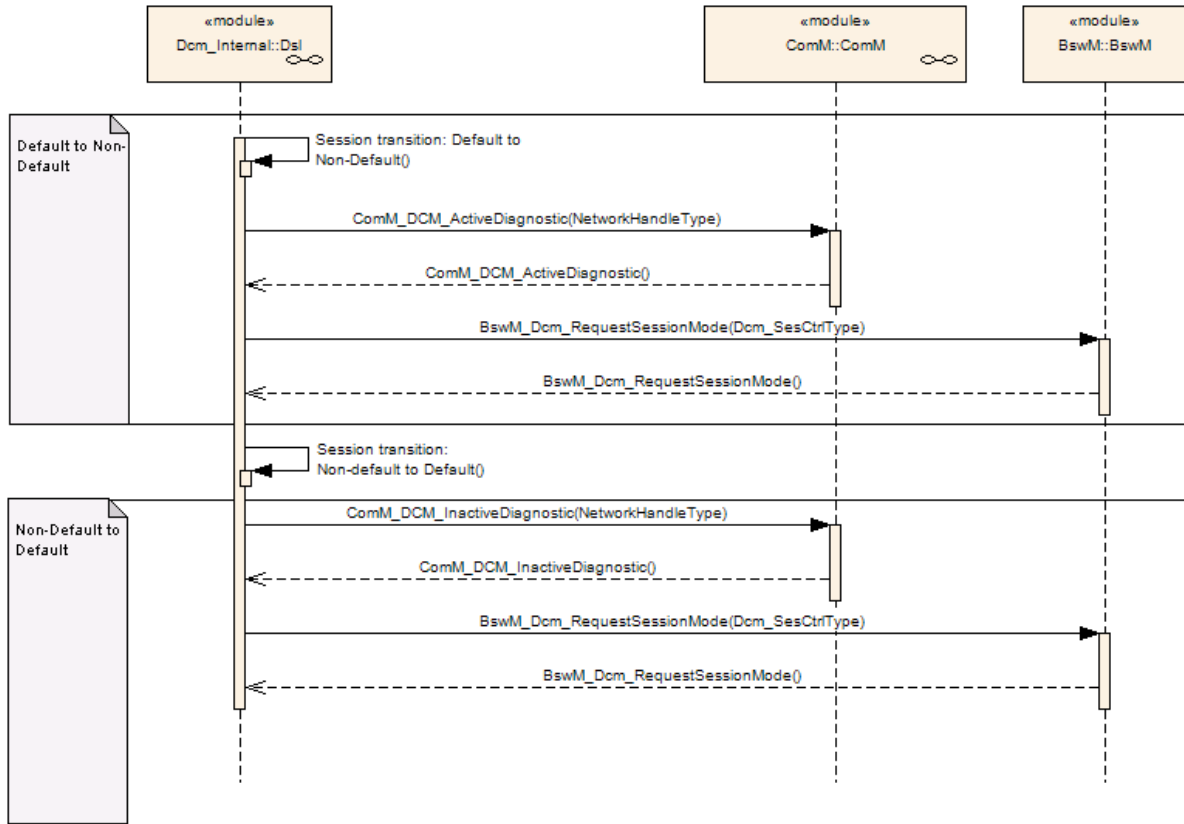 «module»
Dcm_Internal::Dsl
«module»
ComM::ComM
«module»
BswM::BswM
Default to Non-
Default
Session transition: Default to
Non-Default()
ComM_DCM_ActiveDiagnostic(NetworkHandleType)
ComM_DCM_ActiveDiagnostic()
BswM_Dcm_RequestSessionMode(Dcm_SesCtrlType)
BswM_Dcm_RequestSessionMode()
Session transition:
Non-default to Default()
Non-Default to
Default
ComM_DCM_InactiveDiagnostic(NetworkHandleType)
ComM_DCM_InactiveDiagnostic()
BswM_Dcm_RequestSessionMode(Dcm_SesCtrlType)
BswM_Dcm_RequestSessionMode()